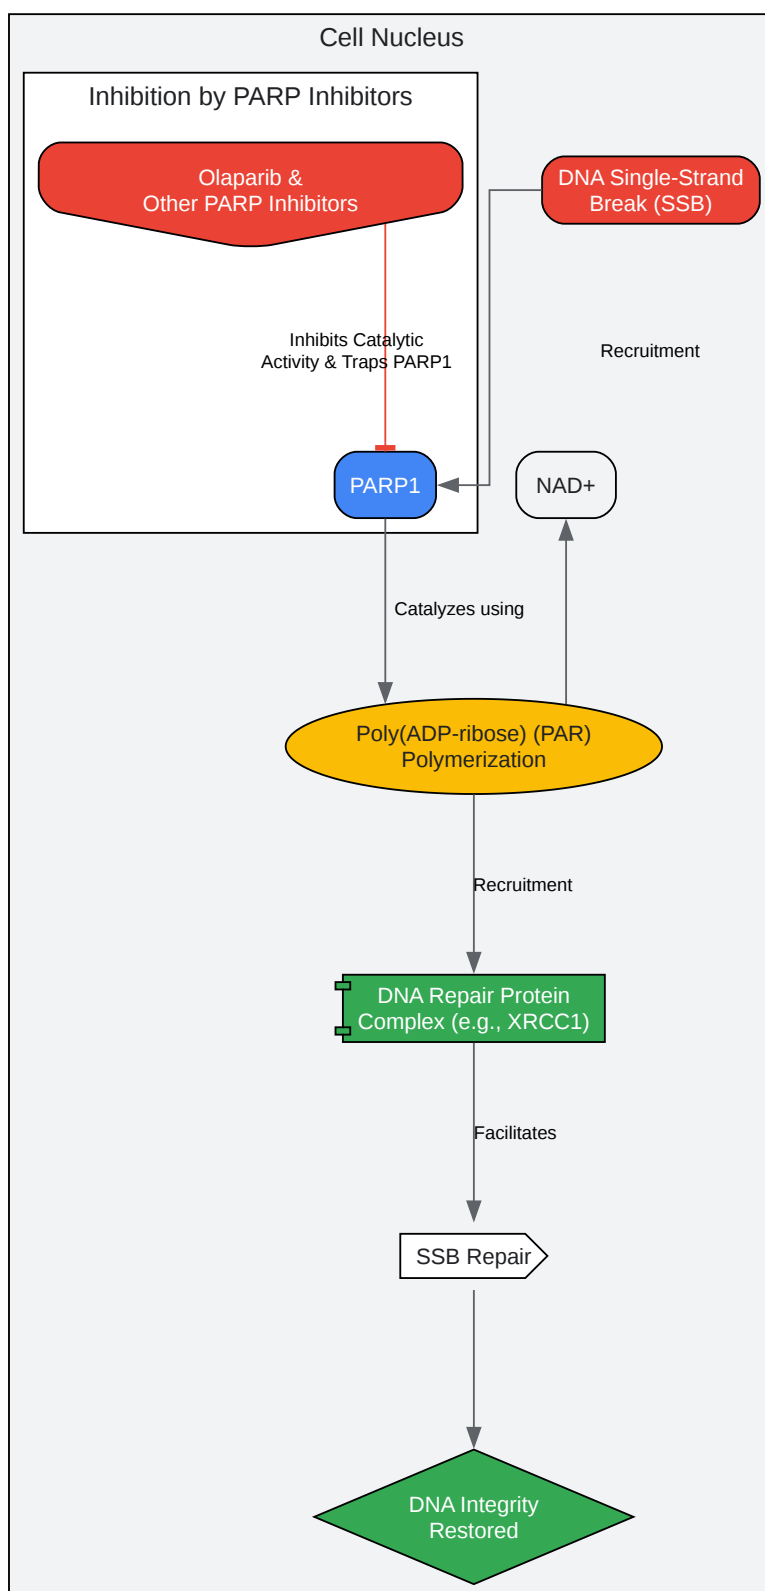 Cell Nucleus
Inhibition by PARP Inhibitors
Olaparib &
Other PARP Inhibitors
DNA Single-Strand
Break (SSB)
Inhibits Catalytic
Activity & Traps PARP1
Recruitment
PARP1
NAD+
Catalyzes using
Poly(ADP-ribose) (PAR)
Polymerization
Recruitment
DNA Repair Protein
Complex (e.g., XRCC1)
Facilitates
SSB Repair
DNA Integrity
Restored